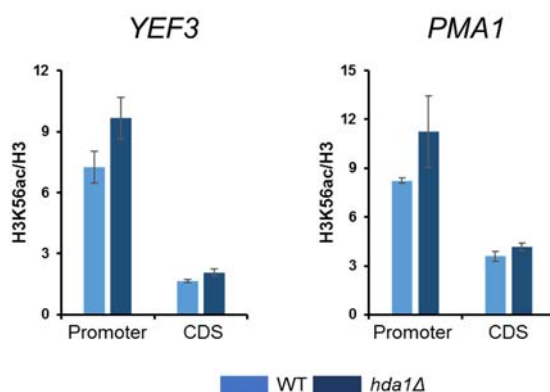 YEF3
H3K56ac/H3
12
9
6
3
0
Promoter CDS
PMA1
H3K56ac/H3
15
12
9
6
3
0
Promoter CDS
WT hda1Δ